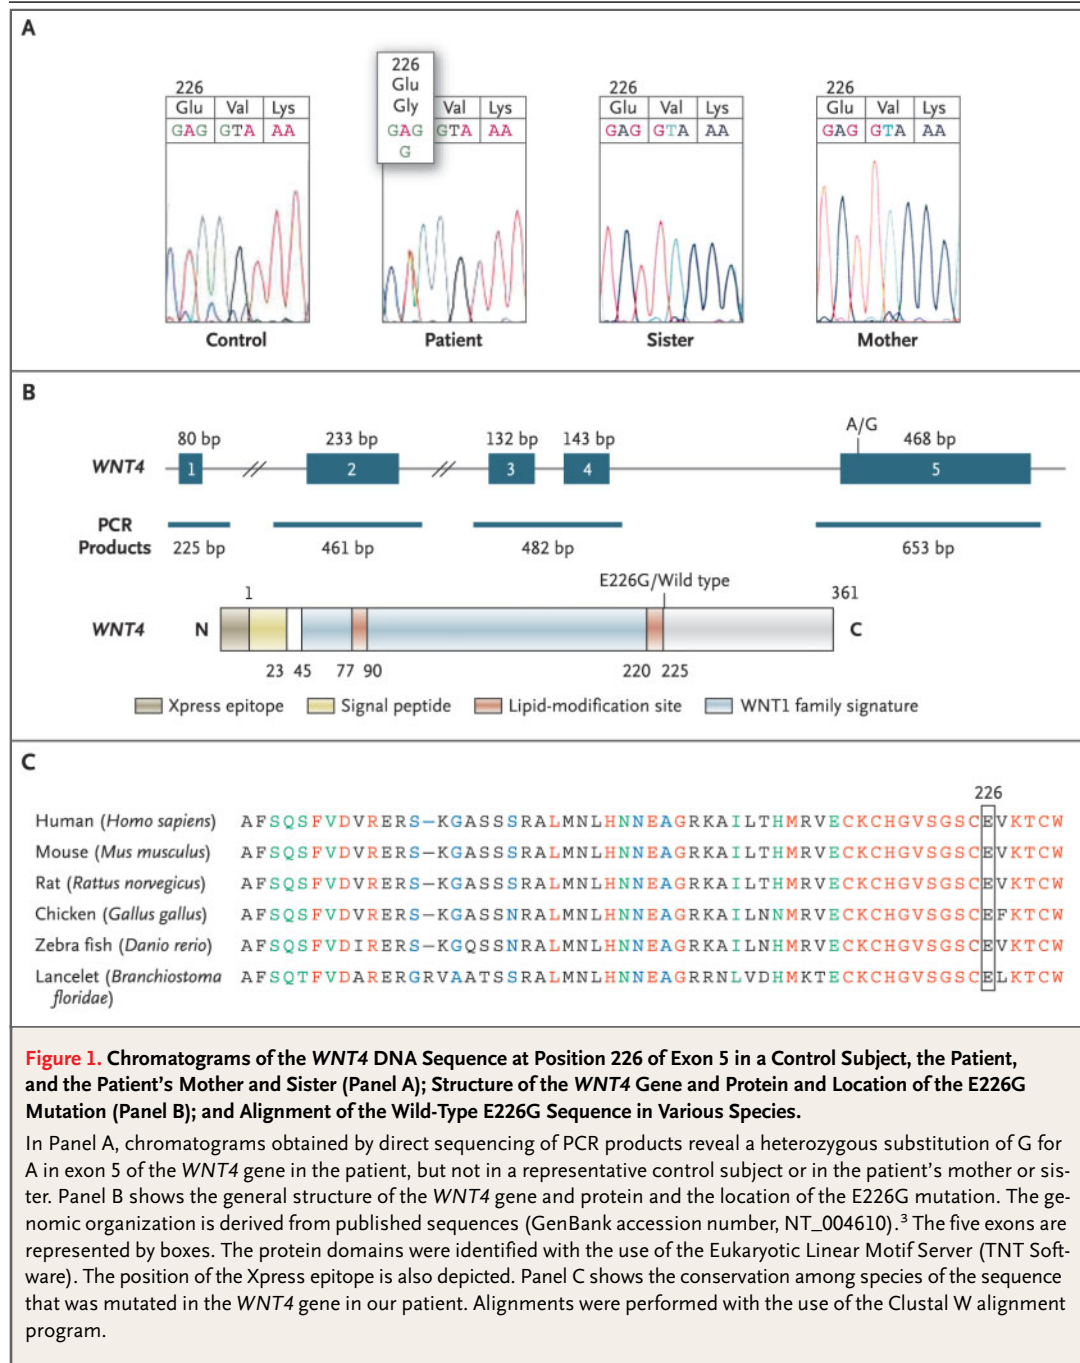 A
226
Glu Val Lys
GAG GTA AA
226
Glu
Gly Val Lys
GAG GTA AA
G
226
Glu Val Lys
GAG GTA AA
226
Glu Val Lys
GAG GTA AA
Control Patient Sister Mother
B
A/G
80 bp 233 bp 132 bp 143 bp 468 bp
WNT4 1 2 3 4 5
PCR
Products 225 bp 461 bp 482 bp 653 bp
E226G/Wild type
1 361
WNT4 N C
23 45 77 90 220 225
Xpress epitope Signal peptide Lipid-modification site WNT1 family signature
C
226
Human (Homo sapiens) AFSQSFVDVRERS–KGASSSRALMNLHNNEAGRKAILTHMRVECKCHGVSGSCEVKTCW
Mouse (Mus musculus) AFSQSFVDVRERS–KGASSSRALMNLHNNEAGRKAILTHMRVECKCHGVSGSCEVKTCW
Rat (Rattus norvegicus) AFSQSFVDVRERS–KGASSSRALMNLHNNEAGRKAILTHMRVECKCHGVSGSCEVKTCW
Chicken (Gallus gallus) AFSQSFVDVRERS–KGASSNRALMNLHNNEAGRKAILNNMRVECKCHGVSGSCEFKTCW
Zebra fish (Danio rerio) AFSQSFVDIRERS–KGQSSNRALMNLHNNEAGRKAILNHMRVECKCHGVSGSCEVKTCW
Lancelet (Branchiostoma AFSQTFVDARERGRVAATSSRALMNLHNNEAGRRNLVDHMKTECKCHGVSGSCELKTCW
floridae)
Figure 1. Chromatograms of the WNT4 DNA Sequence at Position 226 of Exon 5 in a Control Subject, the Patient,
and the Patient's Mother and Sister (Panel A); Structure of the WNT4 Gene and Protein and Location of the E226G
Mutation (Panel B); and Alignment of the Wild-Type E226G Sequence in Various Species.
In Panel A, chromatograms obtained by direct sequencing of PCR products reveal a heterozygous substitution of G for
A in exon 5 of the WNT4 gene in the patient, but not in a representative control subject or in the patient's mother or sis-
ter. Panel B shows the general structure of the WNT4 gene and protein and the location of the E226G mutation. The ge-
nomic organization is derived from published sequences (GenBank accession number, NT_004610).³ The five exons are
represented by boxes. The protein domains were identified with the use of the Eukaryotic Linear Motif Server (TNT Soft-
ware). The position of the Xpress epitope is also depicted. Panel C shows the conservation among species of the sequence
that was mutated in the WNT4 gene in our patient. Alignments were performed with the use of the Clustal W alignment
program.